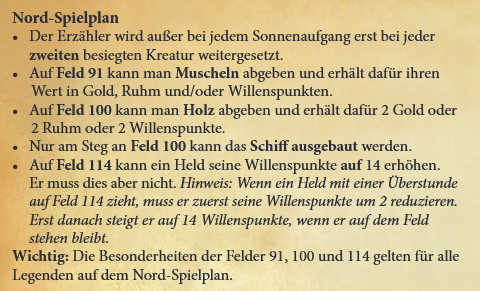 Nord-Spielplan
• Der Erzähler wird außer bei jedem Sonnenaufgang erst bei jeder
zweiten besiegten Kreatur weitergesetzt.
• Auf Feld 91 kann man Muscheln abgeben und erhält dafür ihren
Wert in Gold, Ruhm und/oder Willenspunkten.
• Auf Feld 100 kann man Holz abgeben und erhält dafür 2 Gold oder
2 Ruhm oder 2 Willenspunkte.
• Nur am Steg an Feld 100 kann das Schiff ausgebaut werden.
• Auf Feld 114 kann ein Held seine Willenspunkte auf 14 erhöhen.
Er muss dies aber nicht. Hinweis: Wenn ein Held mit einer Überstunde
auf Feld 114 zieht, muss er zuerst seine Willenspunkte um 2 reduzieren.
Erst danach steigt er auf 14 Willenspunkte, wenn er auf dem Feld
stehen bleibt.
Wichtig: Die Besonderheiten der Felder 91, 100 und 114 gelten für alle
Legenden auf dem Nord-Spielplan.